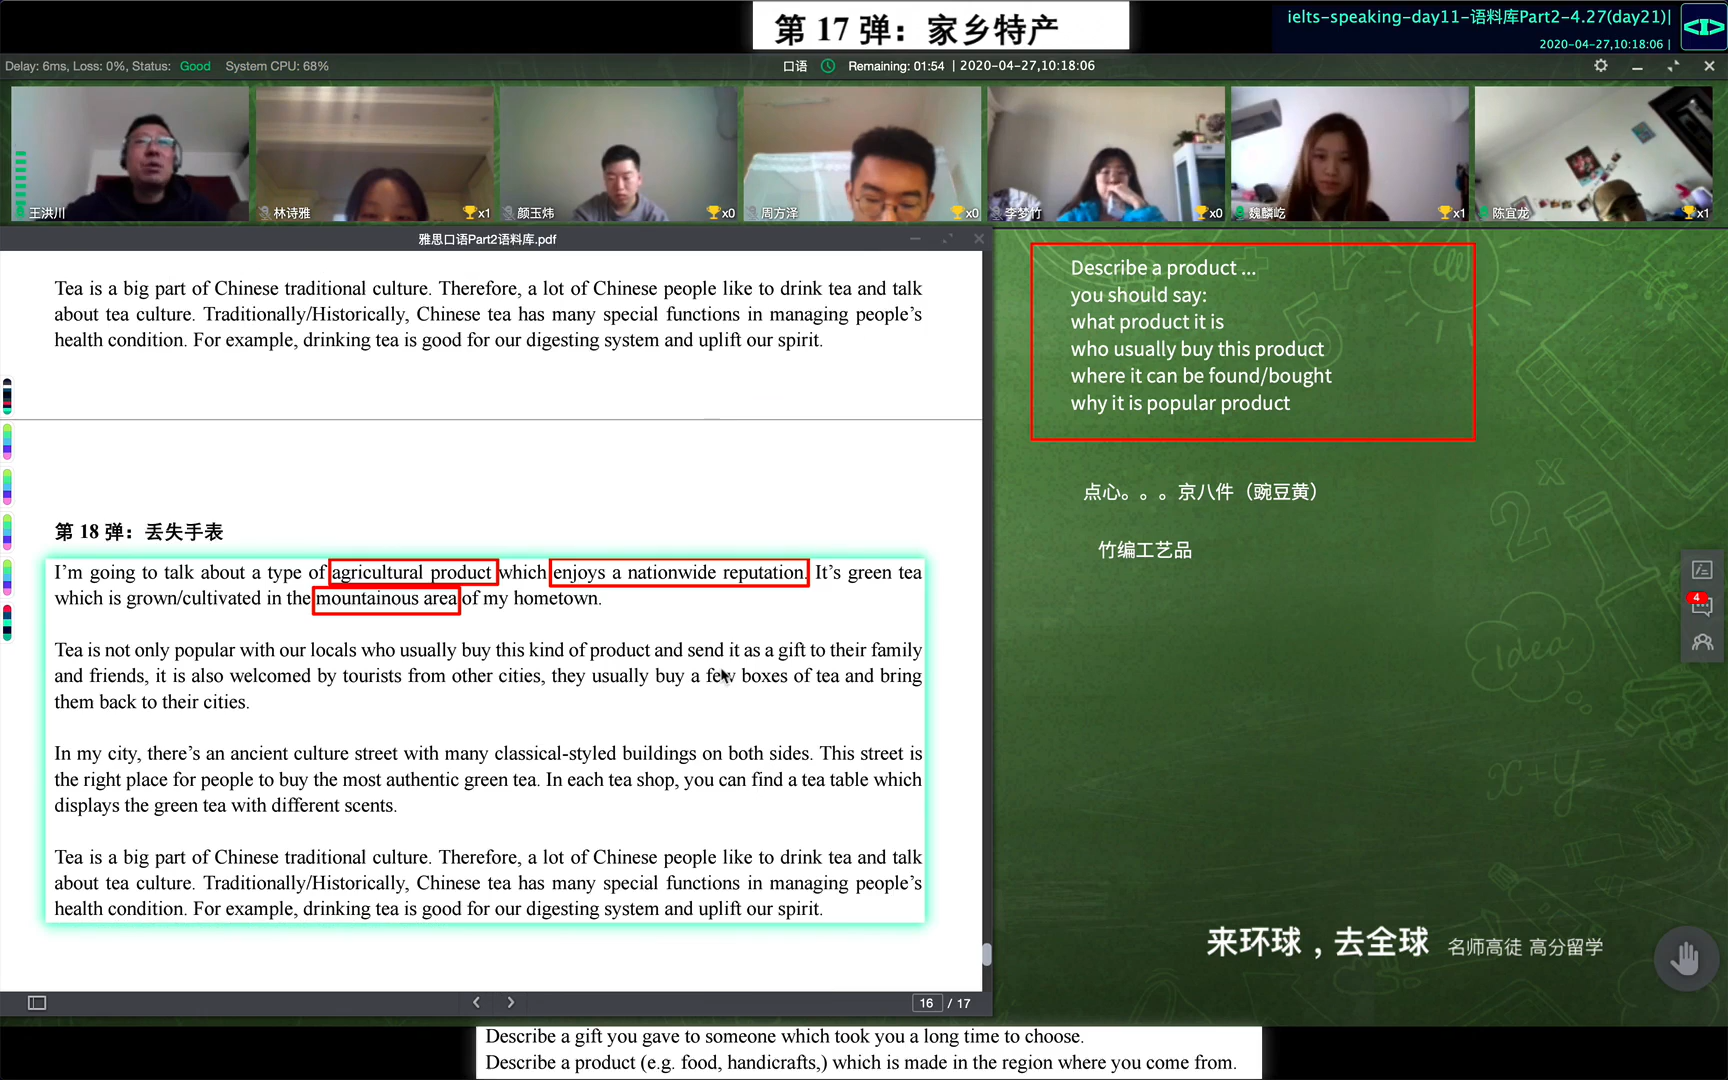 第 17 弹：家乡特产
ielts-speaking-day11-语料库Part2-4.27(day21)|
2020-04-27,10:18:06 |
Delay: 6ms, Loss: 0%, Status: Good System CPU: 68%
口语 Remaining: 01:54 | 2020-04-27,10:18:06
王洪川
林诗雅 x1
颜玉炜 x0
周方泽 x0
李梦竹 x0
魏麟屹 x1
陈宜龙 x1
雅思口语Part2语料库.pdf
Tea is a big part of Chinese traditional culture. Therefore, a lot of Chinese people like to drink tea and talk
about tea culture. Traditionally/Historically, Chinese tea has many special functions in managing people’s
health condition. For example, drinking tea is good for our digesting system and uplift our spirit.
第 18 弹：丢失手表
I’m going to talk about a type of agricultural product which enjoys a nationwide reputation. It’s green tea
which is grown/cultivated in the mountainous area of my hometown.
Tea is not only popular with our locals who usually buy this kind of product and send it as a gift to their family
and friends, it is also welcomed by tourists from other cities, they usually buy a few boxes of tea and bring
them back to their cities.
In my city, there’s an ancient culture street with many classical-styled buildings on both sides. This street is
the right place for people to buy the most authentic green tea. In each tea shop, you can find a tea table which
displays the green tea with different scents.
Tea is a big part of Chinese traditional culture. Therefore, a lot of Chinese people like to drink tea and talk
about tea culture. Traditionally/Historically, Chinese tea has many special functions in managing people’s
health condition. For example, drinking tea is good for our digesting system and uplift our spirit.
16 / 17
Describe a product ...
you should say:
what product it is
who usually buy this product
where it can be found/bought
why it is popular product
点心。。。京八件（豌豆黄）
竹编工艺品
4
Idea
x+y=
来环球，去全球 名师高徒 高分留学
Describe a gift you gave to someone which took you a long time to choose.
Describe a product (e.g. food, handicrafts,) which is made in the region where you come from.